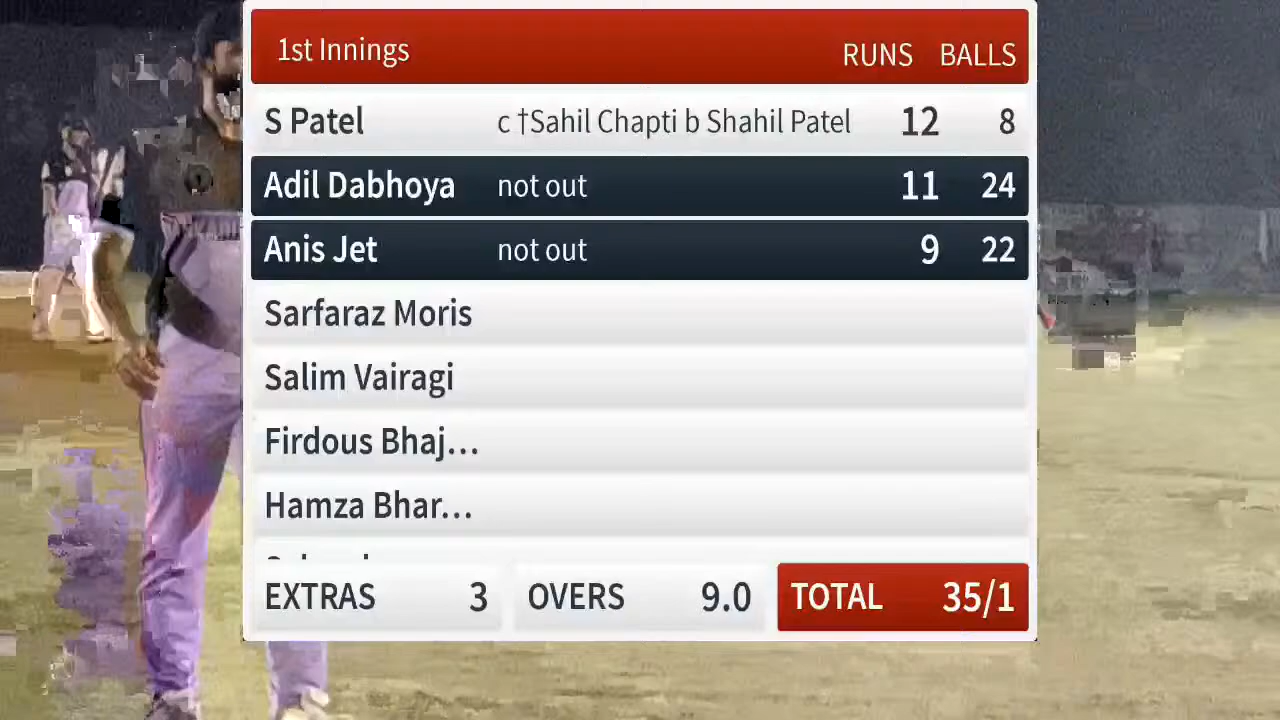 1st Innings RUNS BALLS
S Patel c †Sahil Chapti b Shahil Patel 12 8
Adil Dabhoya not out 11 24
Anis Jet not out 9 22
Sarfaraz Moris
Salim Vairagi
Firdous Bhaj…
Hamza Bhar…
EXTRAS 3 OVERS 9.0 TOTAL 35/1